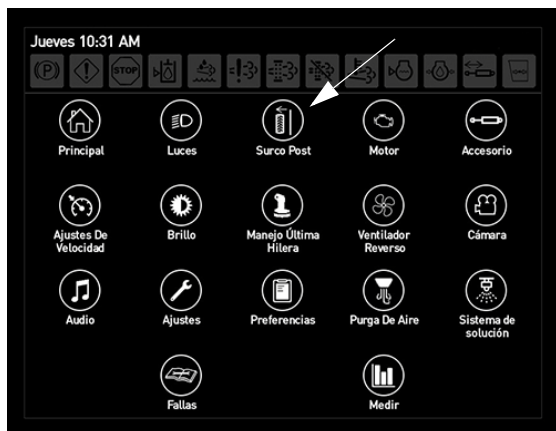 Jueves 10:31 AM
(P) STOP
Principal Luces Surco Post Motor Accesorio
Ajustes De Velocidad Brillo Manejo Última Hilera Ventilador Reverso Cámara
Audio Ajustes Preferencias Purga De Aire Sistema de solución
Fallas Medir